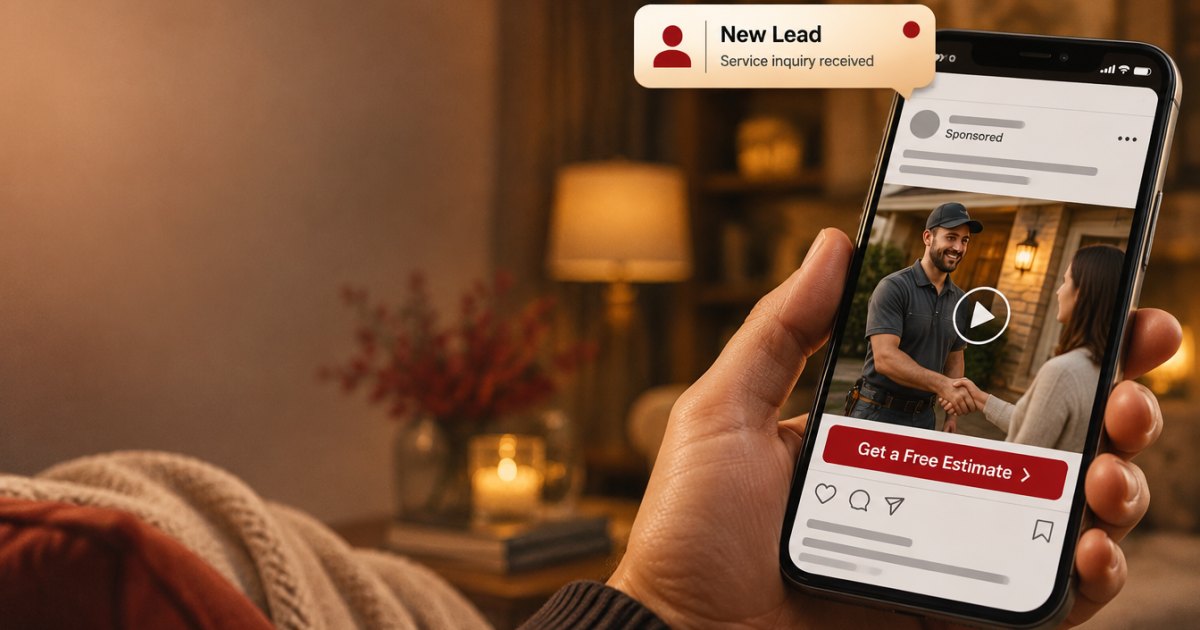 New Lead
Service inquiry received
Sponsored
Get a Free Estimate